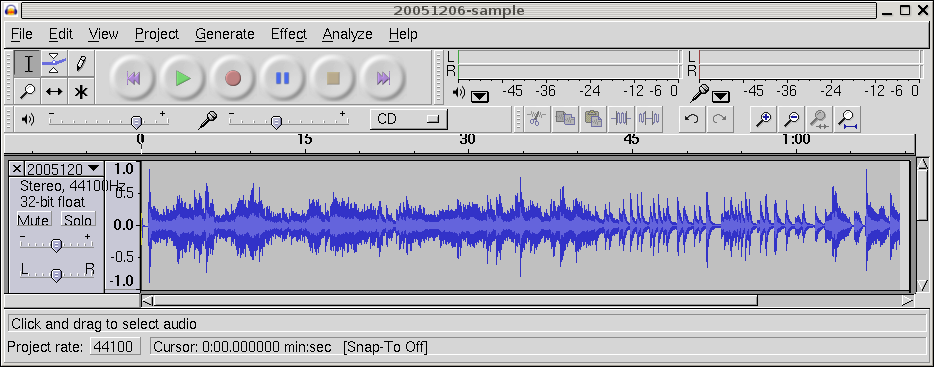 20051206-sample
File Edit View Project Generate Effect Analyze Help
L
R
-45 -36 -24 -12 -6 0
L
R
-45 -36 -24 -12 -6 0
- +
- +
CD
0 15 30 45 1:00
2005120
Stereo, 44100Hz
32-bit float
Mute Solo
- +
L R
1.0
0.5
0.0
-0.5
-1.0
Click and drag to select audio
Project rate: 44100 Cursor: 0:00.000000 min:sec [Snap-To Off]